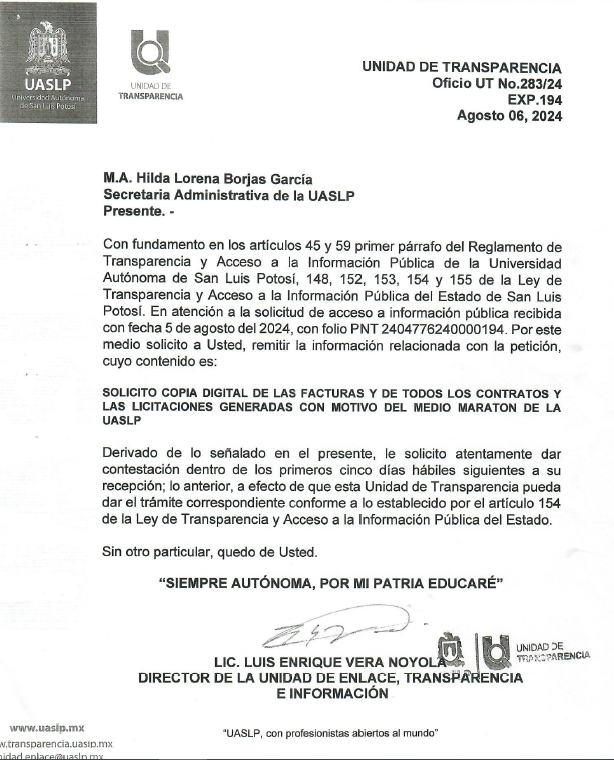 UASLP
Universidad Autónoma
de San Luis Potosí
UNIDAD DE
TRANSPARENCIA
UNIDAD DE TRANSPARENCIA
Oficio UT No.283/24
EXP.194
Agosto 06, 2024
M.A. Hilda Lorena Borjas García
Secretaria Administrativa de la UASLP
Presente. -
Con fundamento en los artículos 45 y 59 primer párrafo del Reglamento de
Transparencia y Acceso a la Información Pública de la Universidad
Autónoma de San Luis Potosí, 148, 152, 153, 154 y 155 de la Ley de
Transparencia y Acceso a la Información Pública del Estado de San Luis
Potosí. En atención a la solicitud de acceso a información pública recibida
con fecha 5 de agosto del 2024, con folio PNT 2404776240000194. Por este
medio solicito a Usted, remitir la información relacionada con la petición,
cuyo contenido es:
SOLICITO COPIA DIGITAL DE LAS FACTURAS Y DE TODOS LOS CONTRATOS Y
LAS LICITACIONES GENERADAS CON MOTIVO DEL MEDIO MARATON DE LA
UASLP
Derivado de lo señalado en el presente, le solicito atentamente dar
contestación dentro de los primeros cinco días hábiles siguientes a su
recepción; lo anterior, a efecto de que esta Unidad de Transparencia pueda
dar el trámite correspondiente conforme a lo establecido por el artículo 154
de la Ley de Transparencia y Acceso a la Información Pública del Estado.
Sin otro particular, quedo de Usted.
“SIEMPRE AUTÓNOMA, POR MI PATRIA EDUCARÉ”
UNIDAD DE
TRANSPARENCIA
LIC. LUIS ENRIQUE VERA NOYOLA
DIRECTOR DE LA UNIDAD DE ENLACE, TRANSPARENCIA
E INFORMACIÓN
www.uaslp.mx
w.transparencia.uaslp.mx
nidad.enlace@uaslp.mx
“UASLP, con profesionistas abiertos al mundo”